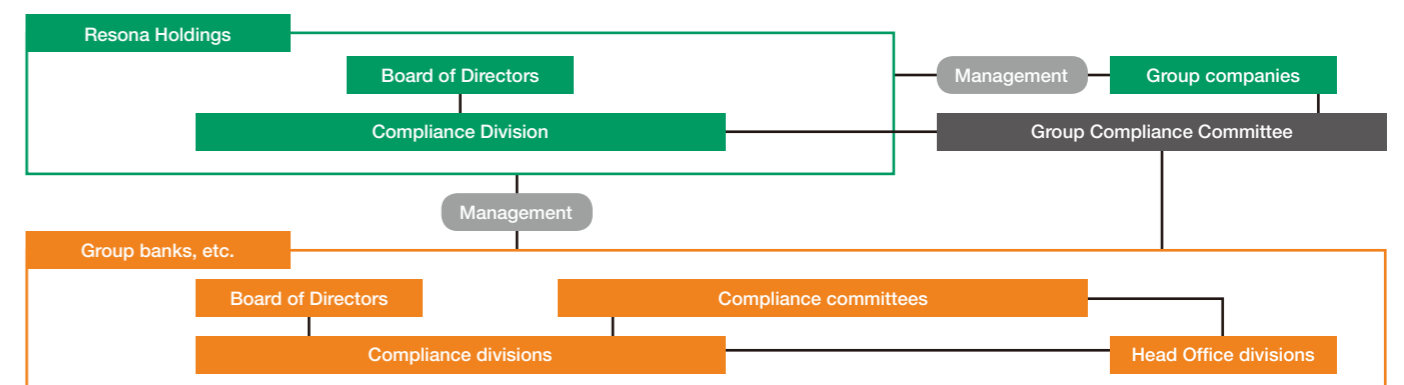 Resona Holdings
Board of Directors
Management
Group companies
Compliance Division
Group Compliance Committee
Management
Group banks, etc.
Board of Directors
Compliance committees
Compliance divisions
Head Office divisions